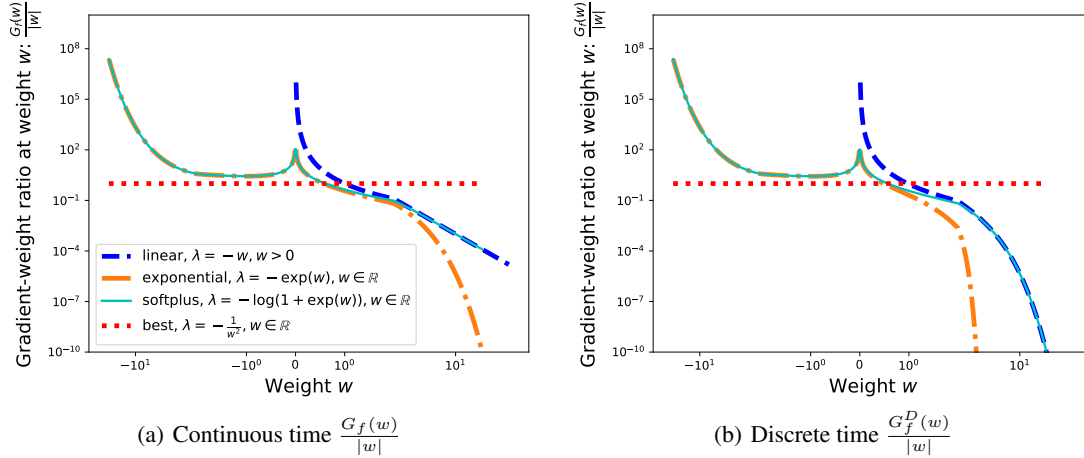 Gradient-weight ratio at weight w: G_f(w)/|w|
10^8
10^5
10^2
10^{-1}
10^{-4}
10^{-7}
10^{-10}
linear, λ = −w, w > 0
exponential, λ = −exp(w), w ∈ ℝ
softplus, λ = −log(1 + exp(w)), w ∈ ℝ
best, λ = −1/w^2, w ∈ ℝ
−10^1 −10^0 0 10^0 10^1
Weight w
(a) Continuous time G_f(w)/|w|
Gradient-weight ratio at weight w: G_f(w)/|w|
10^8
10^5
10^2
10^{-1}
10^{-4}
10^{-7}
10^{-10}
−10^1 −10^0 0 10^0 10^1
Weight w
(b) Discrete time G_f^D(w)/|w|